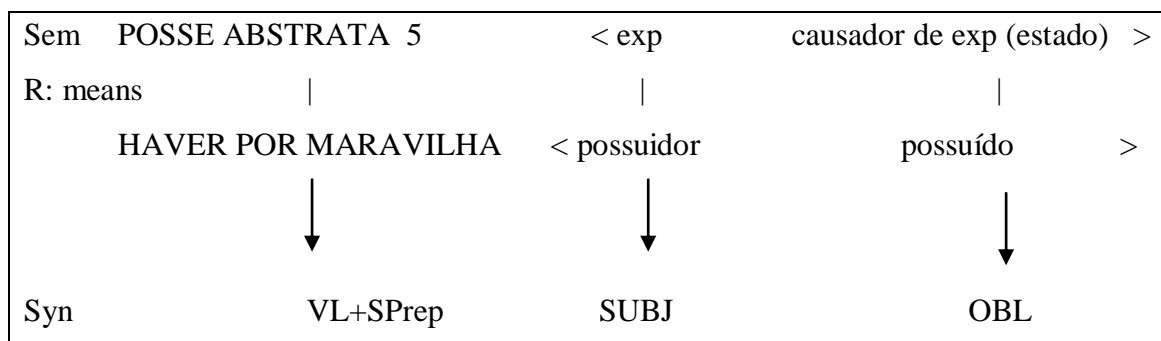 Sem POSSE ABSTRATA 5 < exp causador de exp (estado) >
R: means | | |
HAVER POR MARAVILHA < possuidor possuído >
Syn VL+SPrep SUBJ OBL